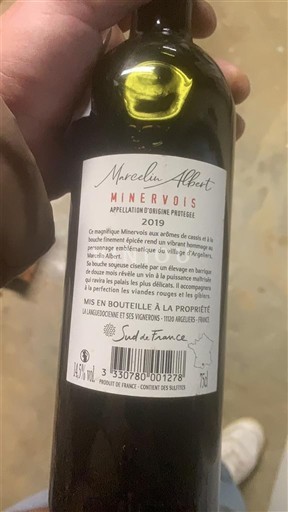 Marcelin Albert
MINERVOIS
APPELLATION D'ORIGINE PROTÉGÉE
2019
Ce magnifique Minervois aux arômes de cassis et à la
bouche finement épicée rend un vibrant hommage au
personnage emblématique du village d'Argeliers,
Marcelin Albert.
Sa bouche soyeuse ciselée par un élevage en barrique
de douze mois révèle un vin à la puissance maîtrisée
qui ravira les palais les plus délicats. Il accompagnera
à la perfection les viandes rouges et les gibiers.
MIS EN BOUTEILLE À LA PROPRIÉTÉ
LA LANGUEDOCIENNE ET SES VIGNERONS - 11120 ARGELIERS - FRANCE
Sud de France
14,5% vol.
3 330780 001278
75cl
PRODUIT DE FRANCE - CONTIENT DES SULFITES